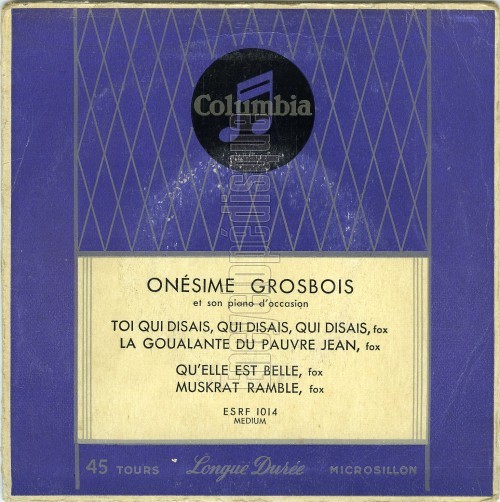 Columbia
ONÉSIME GROSBOIS
et son piano d'occasion
TOI QUI DISAIS, QUI DISAIS, QUI DISAIS, fox
LA GOUALANTE DU PAUVRE JEAN, fox
QU'ELLE EST BELLE, fox
MUSKRAT RAMBLE, fox
ESRF 1014
MEDIUM
45 TOURS Longue Durée MICROSILLON